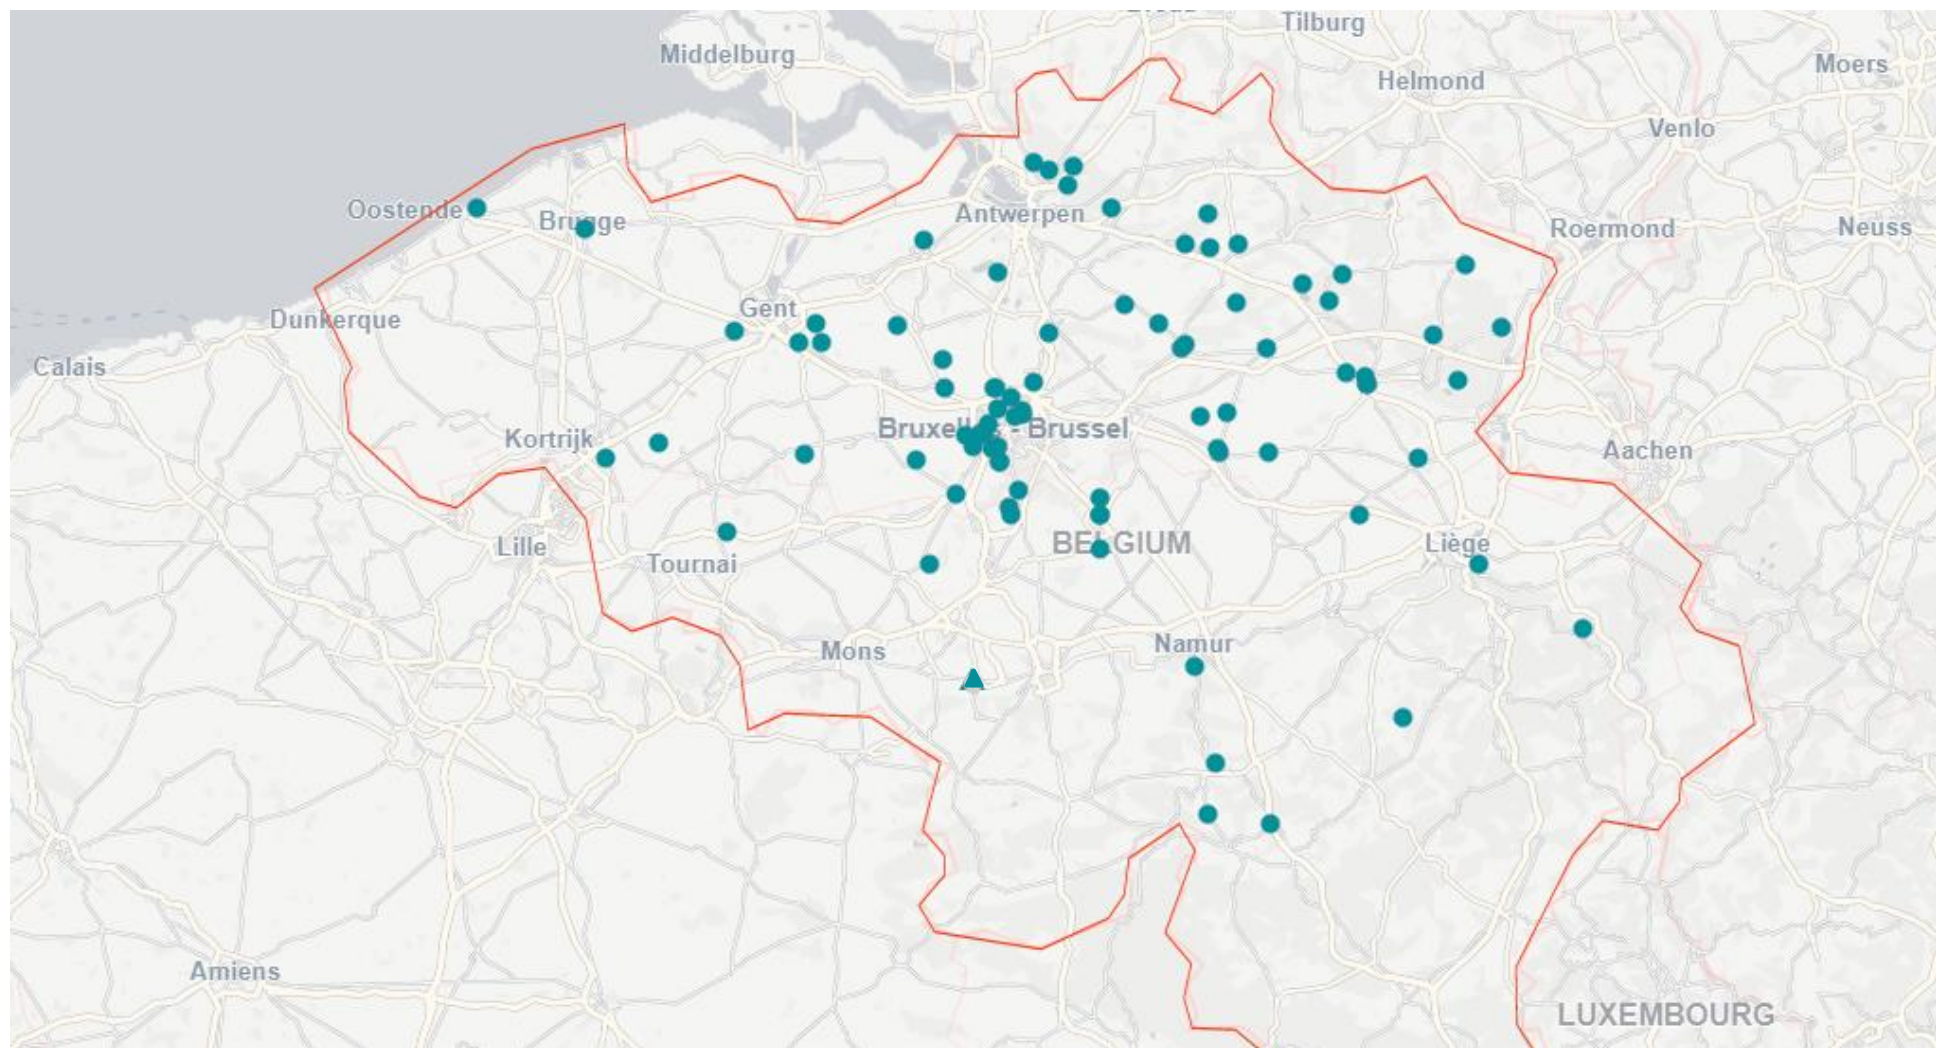 Tilburg
Middelburg
Moers
Helmond
Venlo
Oostende
Antwerpen
Brugge
Roermond
Neuss
Gent
Dunkerque
Calais
Bruxelles - Brussel
Kortrijk
Aachen
Lille
BELGIUM
Liège
Tournai
Mons
Namur
Amiens
LUXEMBOURG